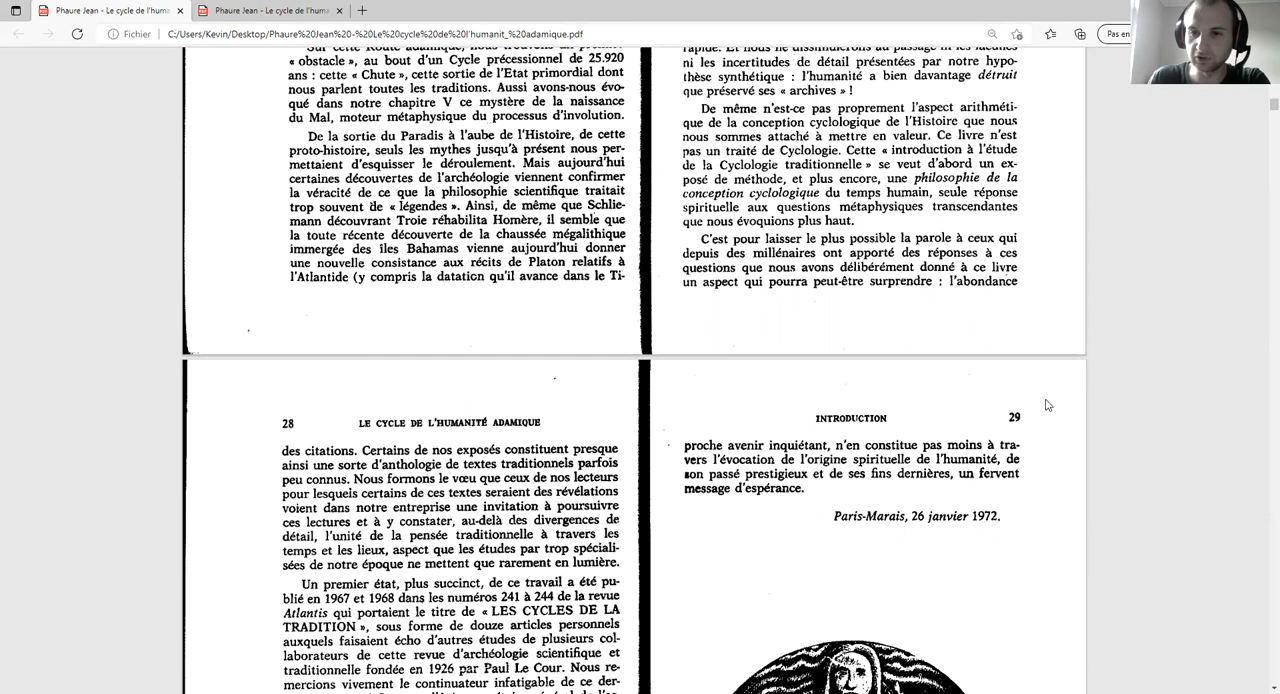 Phaure Jean - Le cycle de l'huma
Phaure Jean - Le cycle de l'huma
Fichier
C:/Users/Kevin/Desktop/Phaure%20Jean%20-%20Le%20cycle%20de%20l'humanit_%20adamique.pdf
Pas en
« obstacle », au bout d'un Cycle précessionnel de 25.920
ans : cette « Chute », cette sortie de l'Etat primordial dont
nous parlent toutes les traditions. Aussi avons-nous évo-
qué dans notre chapitre V ce mystère de la naissance
du Mal, moteur métaphysique du processus d'involution.
De la sortie du Paradis à l'aube de l'Histoire, de cette
proto-histoire, seuls les mythes jusqu'à présent nous per-
mettaient d'esquisser le déroulement. Mais aujourd'hui
certaines découvertes de l'archéologie viennent confirmer
la véracité de ce que la philosophie scientifique traitait
trop souvent de « légendes ». Ainsi, de même que Schlie-
mann découvrant Troie réhabilita Homère, il semble que
la toute récente découverte de la chaussée mégalithique
immergée des îles Bahamas vienne aujourd'hui donner
une nouvelle consistance aux récits de Platon relatifs à
l'Atlantide (y compris la datation qu'il avance dans le Ti-
rapide. Et nous ne dissimulerons au passage ni les lacunes
ni les incertitudes de détail présentées par notre hypo-
thèse synthétique : l'humanité a bien davantage détruit
que préservé ses « archives » !
De même n'est-ce pas proprement l'aspect arithméti-
que de la conception cyclologique de l'Histoire que nous
nous sommes attaché à mettre en valeur. Ce livre n'est
pas un traité de Cyclologie. Cette « introduction à l'étude
de la Cyclologie traditionnelle » se veut d'abord un ex-
posé de méthode, et plus encore, une philosophie de la
conception cyclologique du temps humain, seule réponse
spirituelle aux questions métaphysiques transcendantes
que nous évoquions plus haut.
C'est pour laisser le plus possible la parole à ceux qui
depuis des millénaires ont apporté des réponses à ces
questions que nous avons délibérément donné à ce livre
un aspect qui pourra peut-être surprendre : l'abondance
28 LE CYCLE DE L'HUMANITÉ ADAMIQUE
des citations. Certains de nos exposés constituent presque
ainsi une sorte d'anthologie de textes traditionnels parfois
peu connus. Nous formons le vœu que ceux de nos lecteurs
pour lesquels certains de ces textes seraient des révélations
voient dans notre entreprise une invitation à poursuivre
ces lectures et à y constater, au-delà des divergences de
détail, l'unité de la pensée traditionnelle à travers les
temps et les lieux, aspect que les études par trop spéciali-
sées de notre époque ne mettent que rarement en lumière.
Un premier état, plus succinct, de ce travail a été pu-
blié en 1967 et 1968 dans les numéros 241 à 244 de la revue
Atlantis qui portaient le titre de « LES CYCLES DE LA
TRADITION », sous forme de douze articles personnels
auxquels faisaient écho d'autres études de plusieurs col-
laborateurs de cette revue d'archéologie scientifique et
traditionnelle fondée en 1926 par Paul Le Cour. Nous re-
mercions vivement le continuateur infatigable de ce der-
INTRODUCTION 29
proche avenir inquiétant, n'en constitue pas moins à tra-
vers l'évocation de l'origine spirituelle de l'humanité, de
son passé prestigieux et de ses fins dernières, un fervent
message d'espérance.
Paris-Marais, 26 janvier 1972.